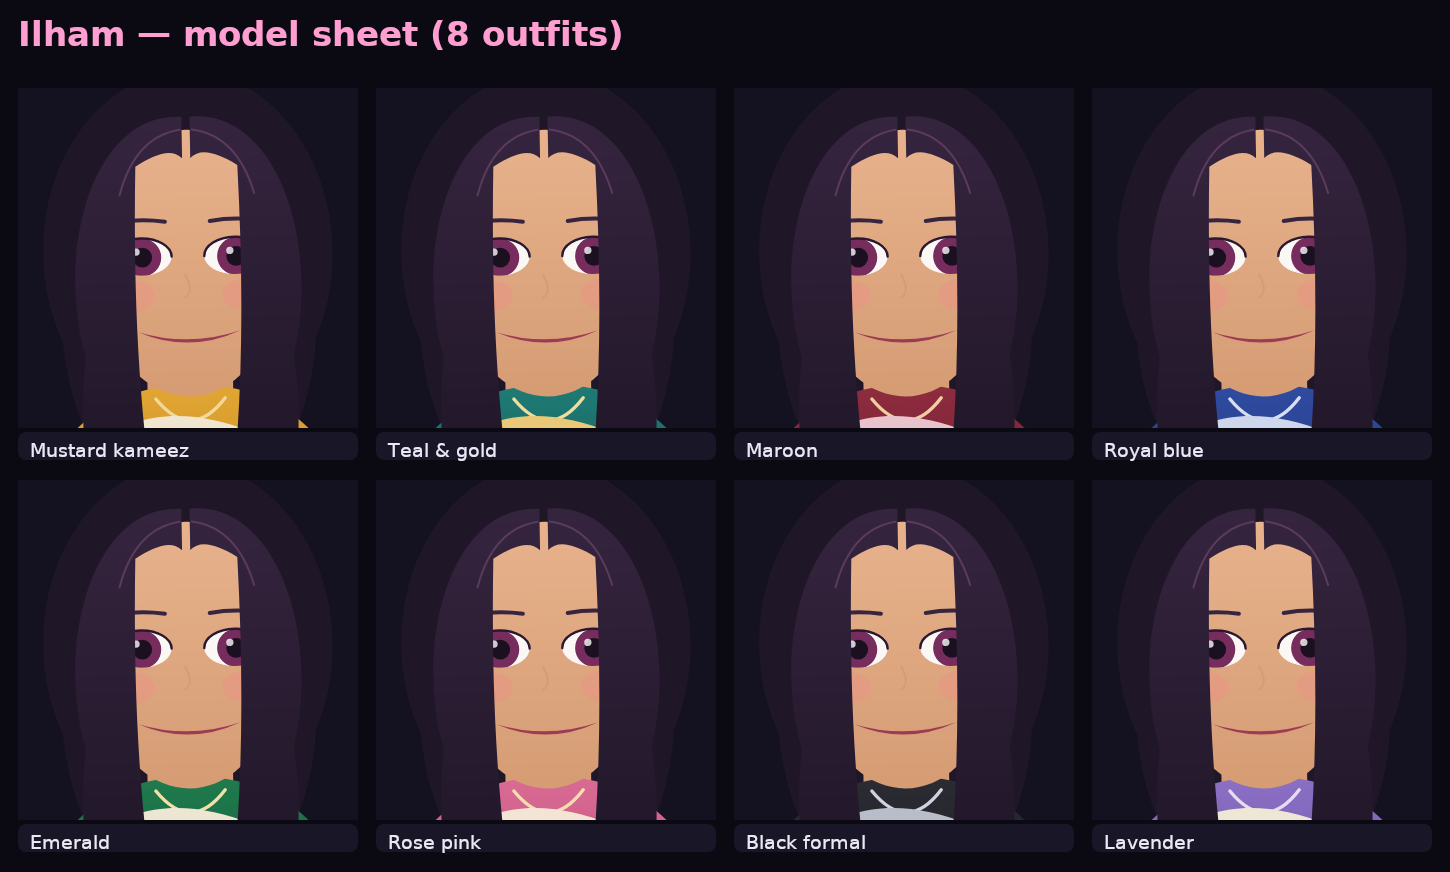 Ilham — model sheet (8 outfits)
Mustard kameez
Teal & gold
Maroon
Royal blue
Emerald
Rose pink
Black formal
Lavender